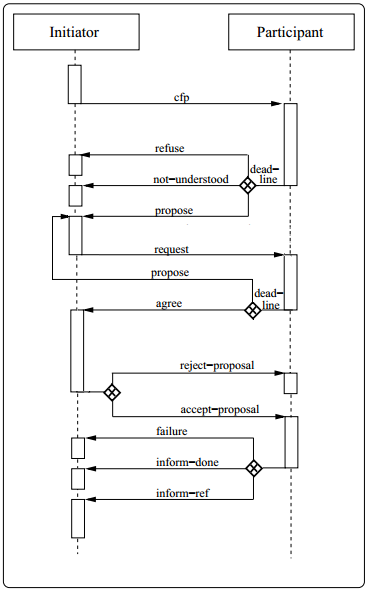 Initiator
Participant
cfp
refuse
dead-
line
not-understood
propose
request
propose
dead-
line
agree
reject-proposal
accept-proposal
failure
inform-done
inform-ref